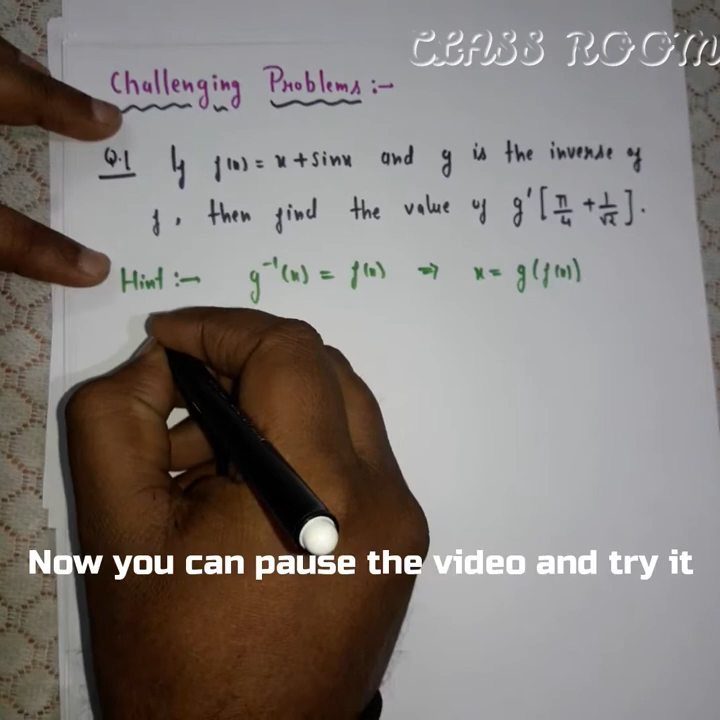 CLASS ROOM
Challenging Problems :-
Q.1 If f(x) = x + sinx and g is the inverse of
f, then find the value of g' [π/4 + 1/√2].
Hint :- g⁻¹(x) = f(x) ⇒ x = g(f(x))
Now you can pause the video and try it